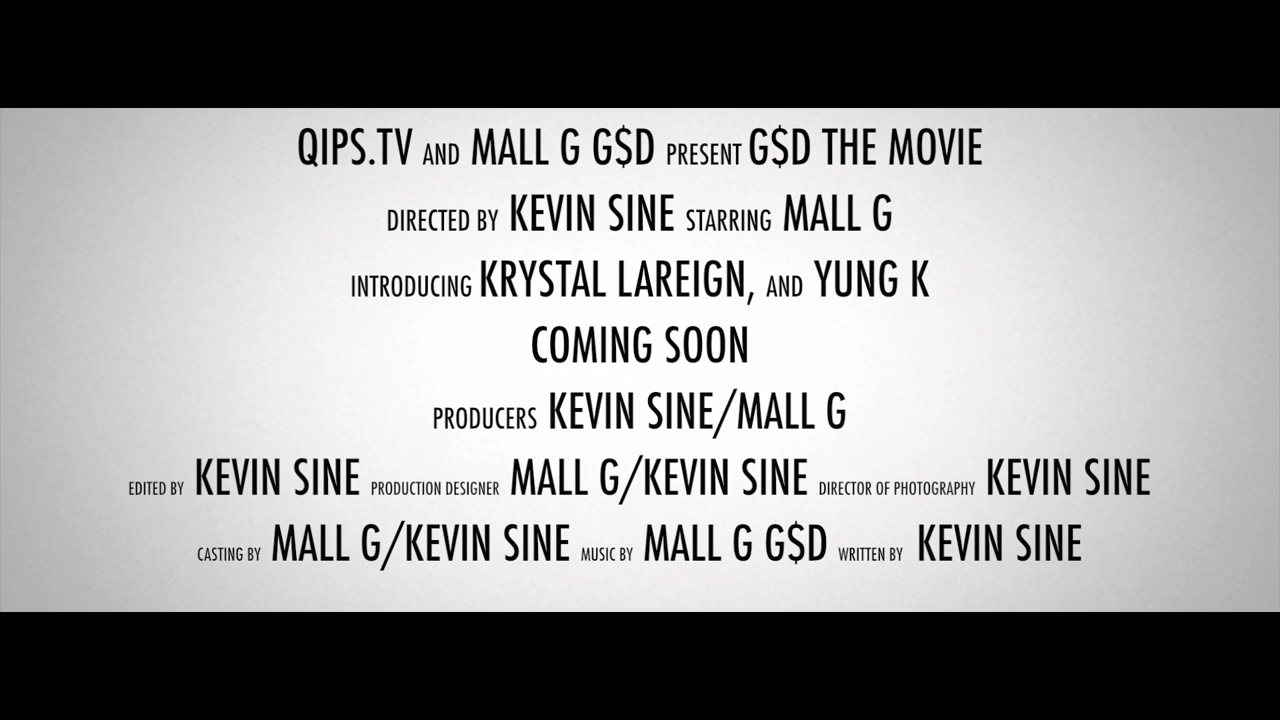 QIPS.TV AND MALL G G$D PRESENT G$D THE MOVIE
DIRECTED BY KEVIN SINE STARRING MALL G
INTRODUCING KRYSTAL LAREIGN, AND YUNG K
COMING SOON
PRODUCERS KEVIN SINE/MALL G
EDITED BY KEVIN SINE PRODUCTION DESIGNER MALL G/KEVIN SINE DIRECTOR OF PHOTOGRAPHY KEVIN SINE
CASTING BY MALL G/KEVIN SINE MUSIC BY MALL G G$D WRITTEN BY KEVIN SINE